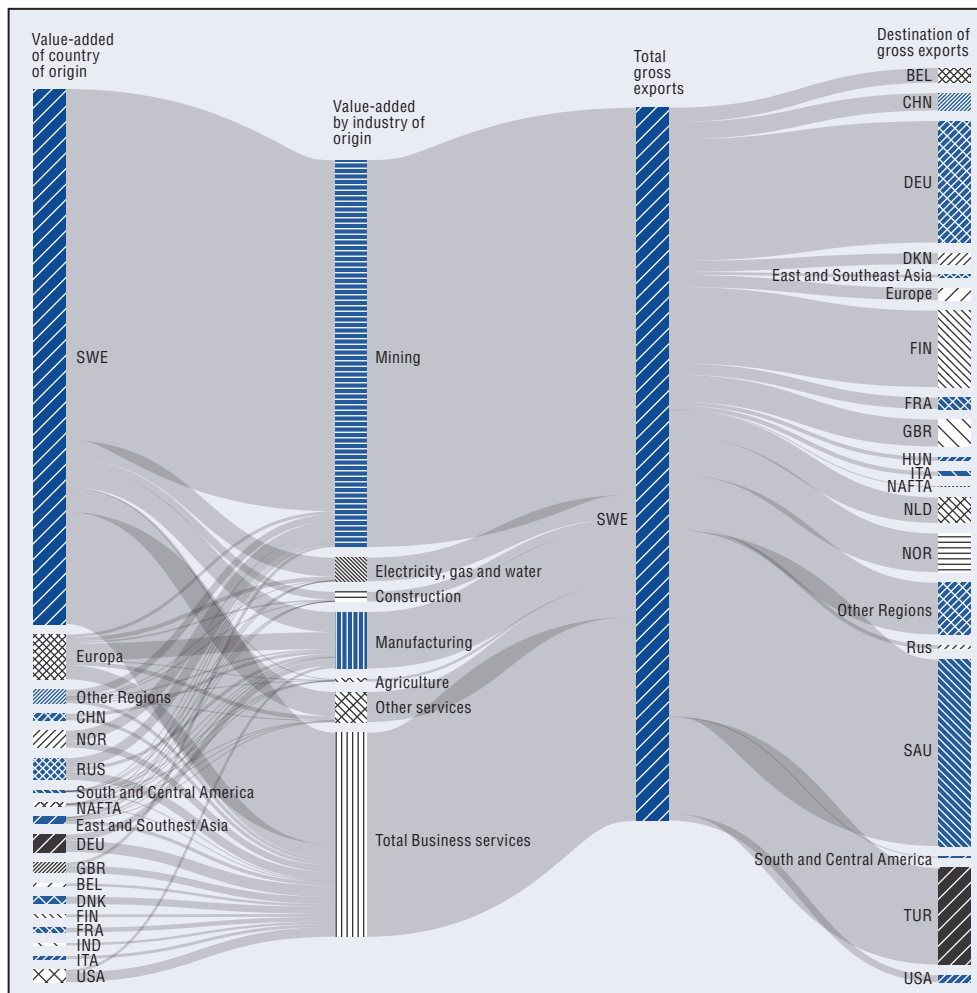 Value-added
of country
of origin
SWE
Europa
Other Regions
CHN
NOR
RUS
South and Central America
NAFTA
East and Southest Asia
DEU
GBR
BEL
DNK
FIN
FRA
IND
ITA
USA
Value-added
by industry of
origin
Mining
Electricity, gas and water
Construction
Manufacturing
Agriculture
Other services
Total Business services
Total
gross
exports
SWE
Destination of
gross exports
BEL
CHN
DEU
DKN
East and Southeast Asia
Europe
FIN
FRA
GBR
HUN
ITA
NAFTA
NLD
NOR
Other Regions
Rus
SAU
South and Central America
TUR
USA